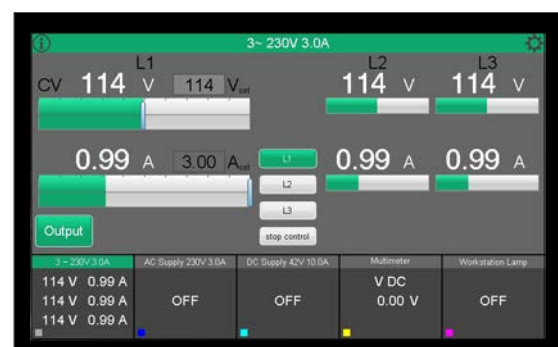 3~ 230V 3.0A
L1 L2 L3
CV 114 V 114 Vset 114 V 114 V
0.99 A 3.00 Aset L1 0.99 A 0.99 A
L2
L3
Output stop control
3 ~ 230V 3.0A AC Supply 230V 3.0A DC Supply 42V 10.0A Multimeter Workstation Lamp
114 V 0.99 A V DC
114 V 0.99 A OFF OFF 0.00 V OFF
114 V 0.99 A